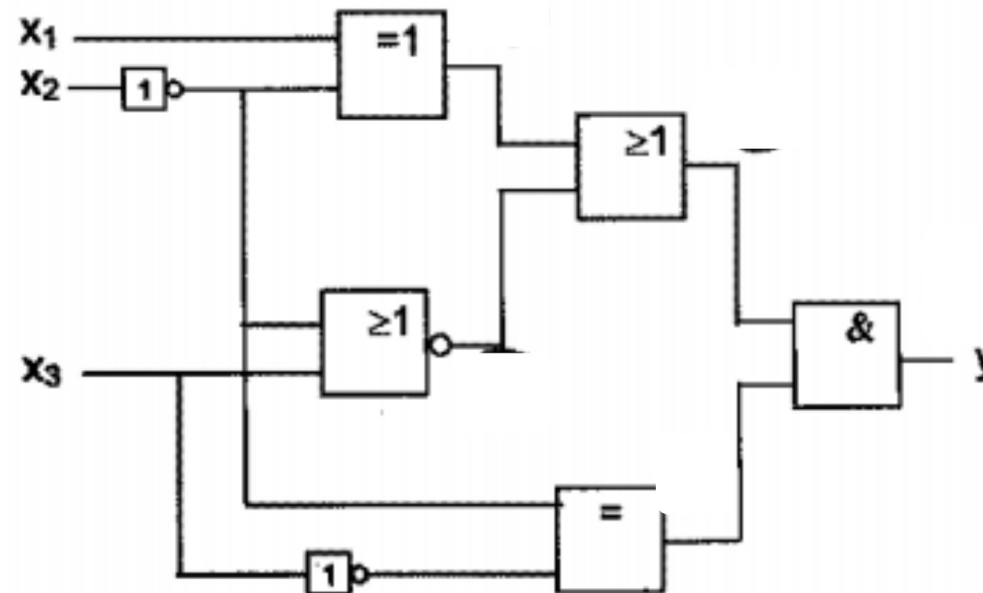 x₁
=1
x₂
1
≥1
≥1
&
x₃
y
=
1